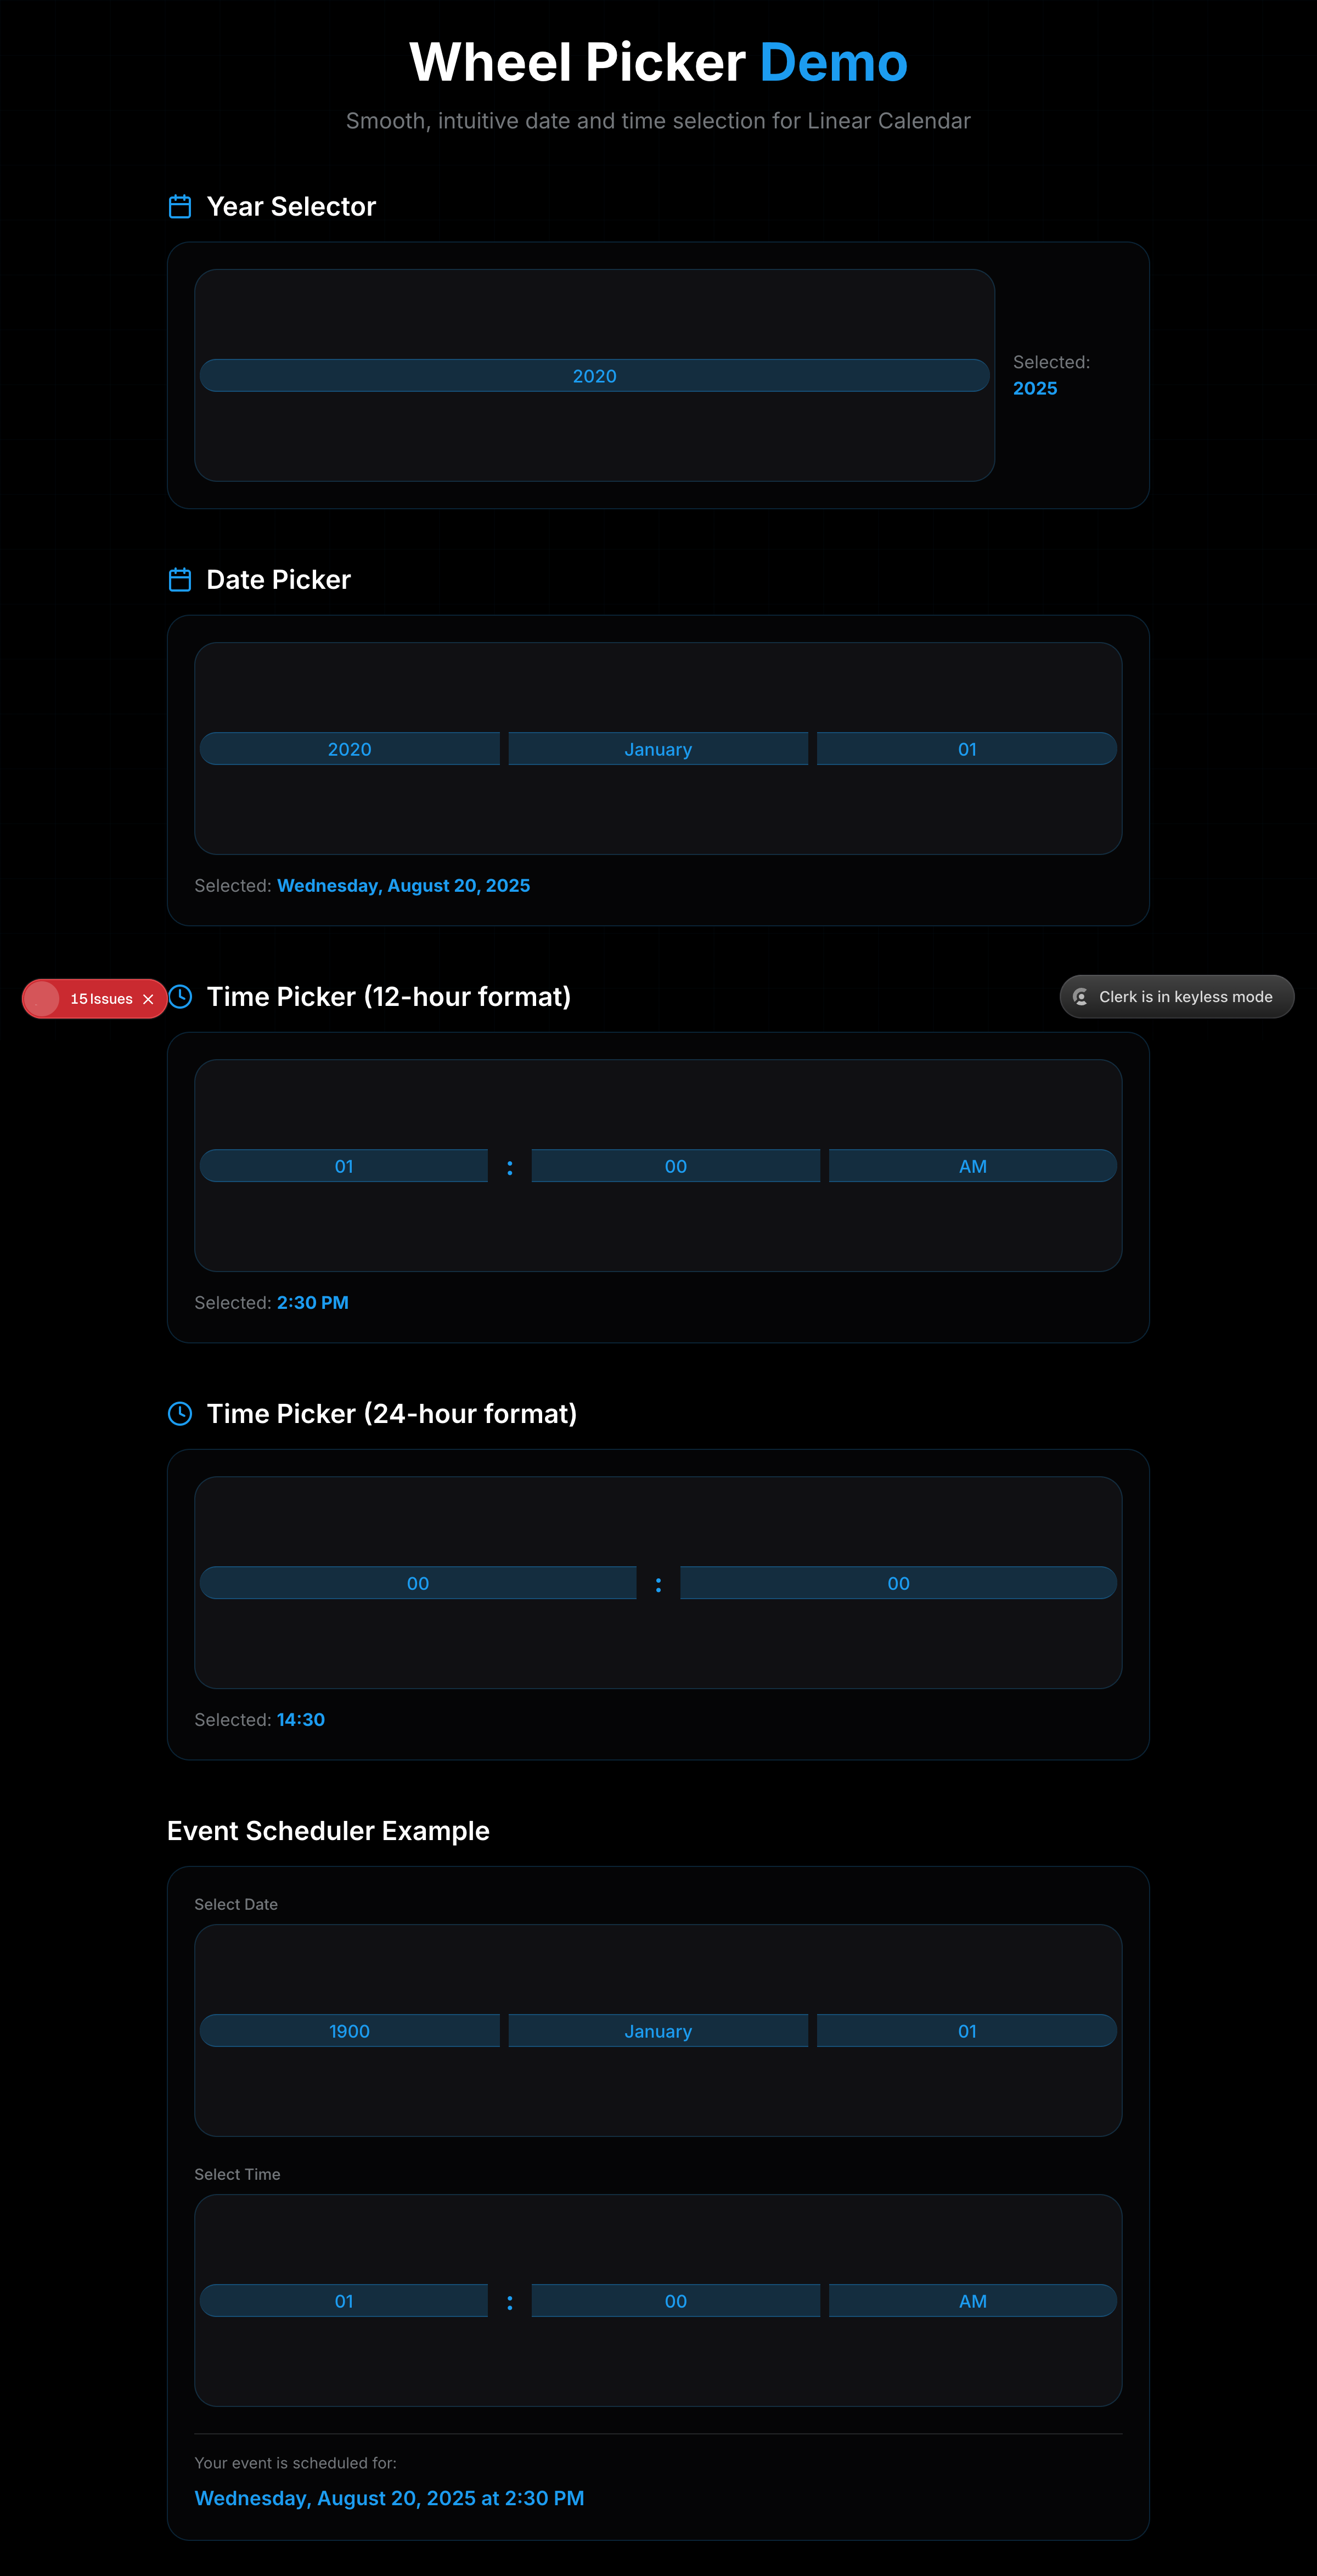 Wheel Picker Demo
Smooth, intuitive date and time selection for Linear Calendar
Year Selector
2020
Selected:
2025
Date Picker
2020 January 01
Selected: Wednesday, August 20, 2025
15 Issues
Time Picker (12-hour format)
Clerk is in keyless mode
01 : 00 AM
Selected: 2:30 PM
Time Picker (24-hour format)
00 : 00
Selected: 14:30
Event Scheduler Example
Select Date
1900 January 01
Select Time
01 : 00 AM
Your event is scheduled for:
Wednesday, August 20, 2025 at 2:30 PM